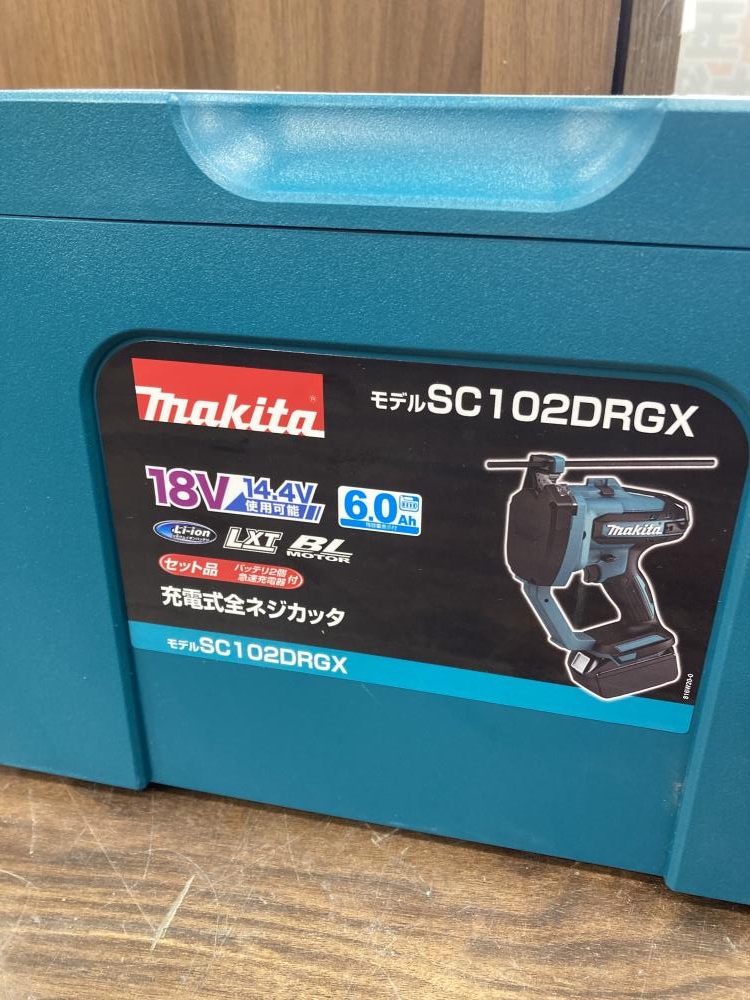 makita
モデルSC102DRGX
18V 14.4V
使用可能
6.0Ah
Li-ion
LXT
BL
MOTOR
セット品
バッテリ2個
急速充電器付
充電式全ネジカッタ
モデルSC102DRGX
makita
816W20-0